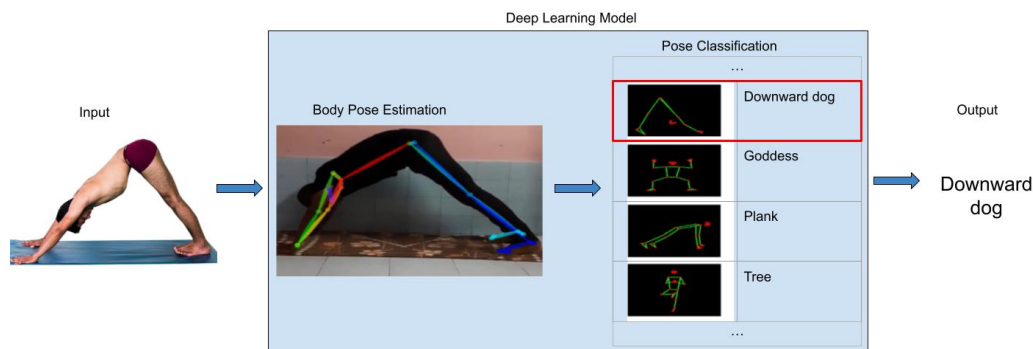 Deep Learning Model
Input
Body Pose Estimation
Pose Classification
...
Downward dog
Goddess
Plank
Tree
...
Output
Downward
dog